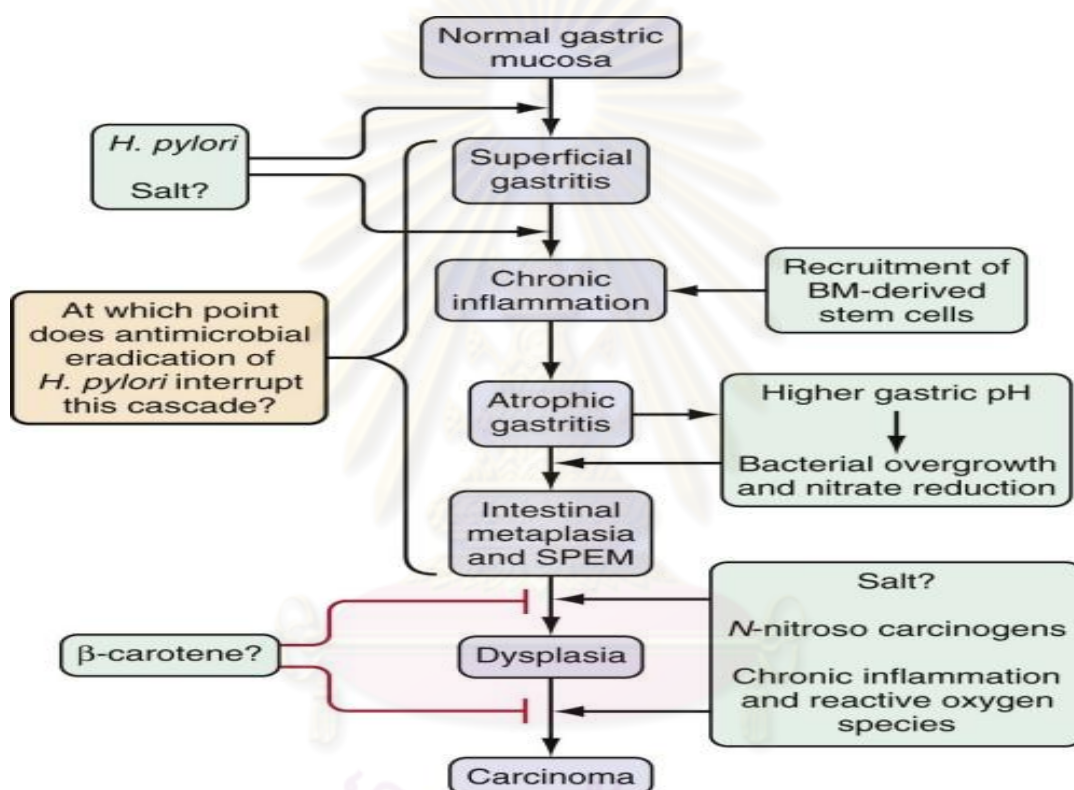 Normal gastric
mucosa
H. pylori
Salt?
Superficial
gastritis
Chronic
inflammation
Recruitment of
BM-derived
stem cells
At which point
does antimicrobial
eradication of
H. pylori interrupt
this cascade?
Atrophic
gastritis
Higher gastric pH
Bacterial overgrowth
and nitrate reduction
Intestinal
metaplasia
and SPEM
Salt?
N-nitroso carcinogens
Chronic inflammation
and reactive oxygen
species
β-carotene?
Dysplasia
Carcinoma